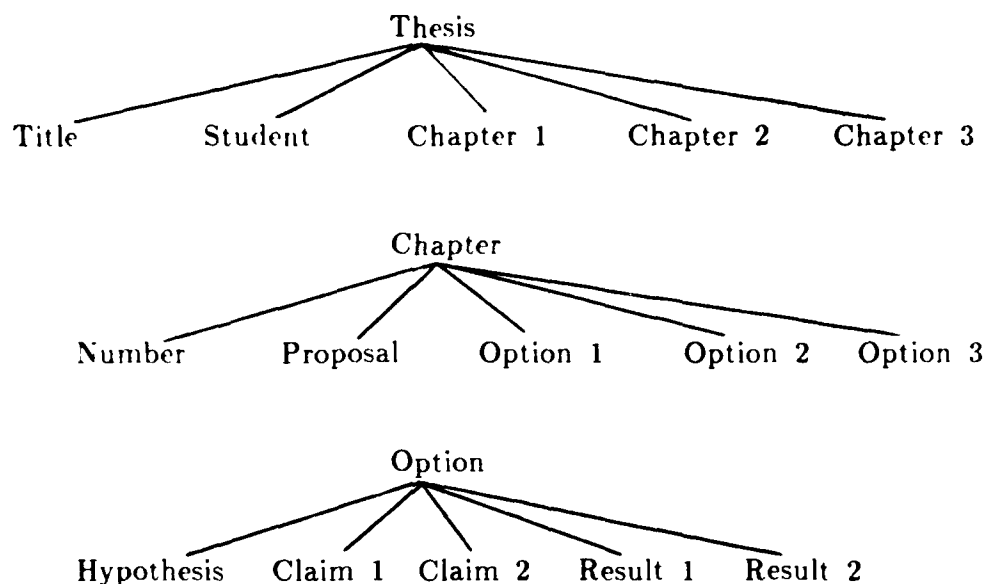 Thesis
Title Student Chapter 1 Chapter 2 Chapter 3
Chapter
Number Proposal Option 1 Option 2 Option 3
Option
Hypothesis Claim 1 Claim 2 Result 1 Result 2